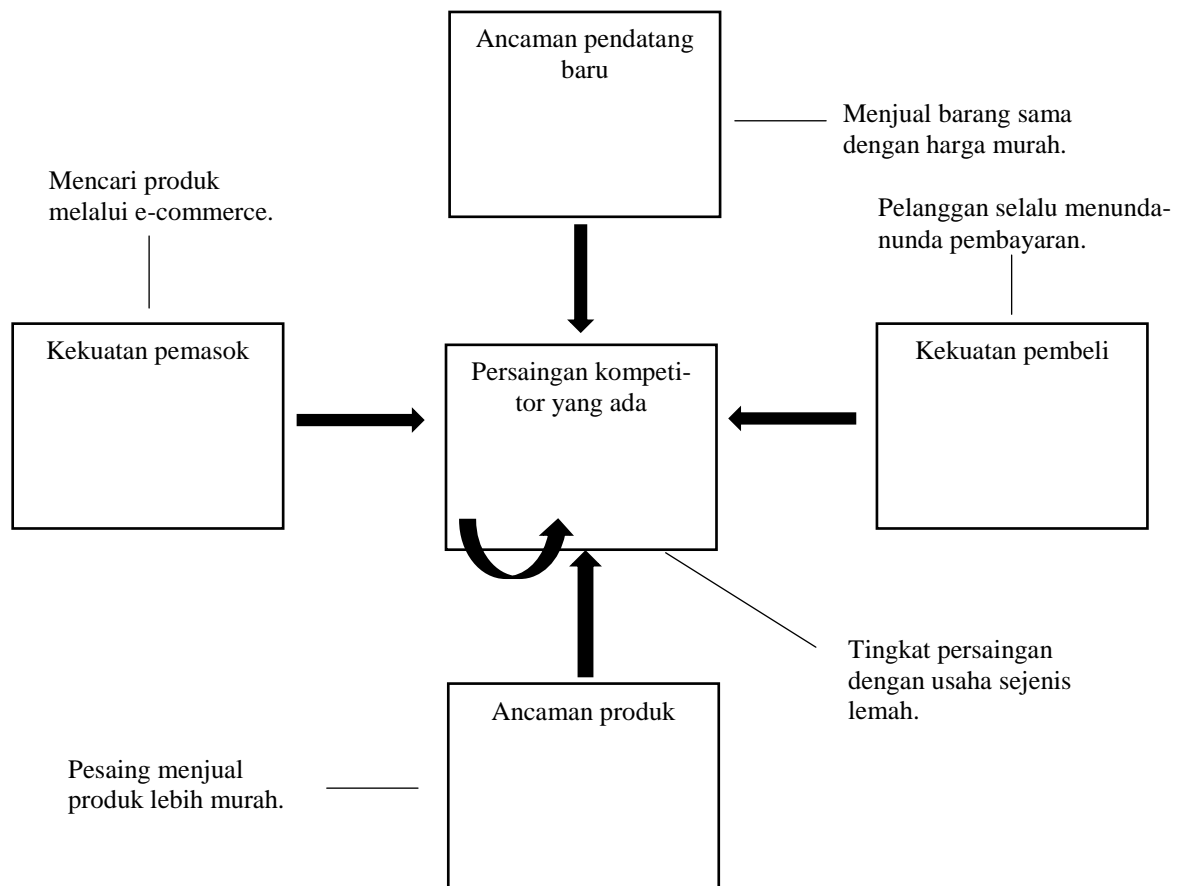 Ancaman pendatang
baru
Menjual barang sama
dengan harga murah.
Mencari produk
melalui e-commerce.
Pelanggan selalu menunda-
nunda pembayaran.
Kekuatan pemasok
Persaingan kompeti-
tor yang ada
Kekuatan pembeli
Tingkat persaingan
dengan usaha sejenis
lemah.
Ancaman produk
Pesaing menjual
produk lebih murah.